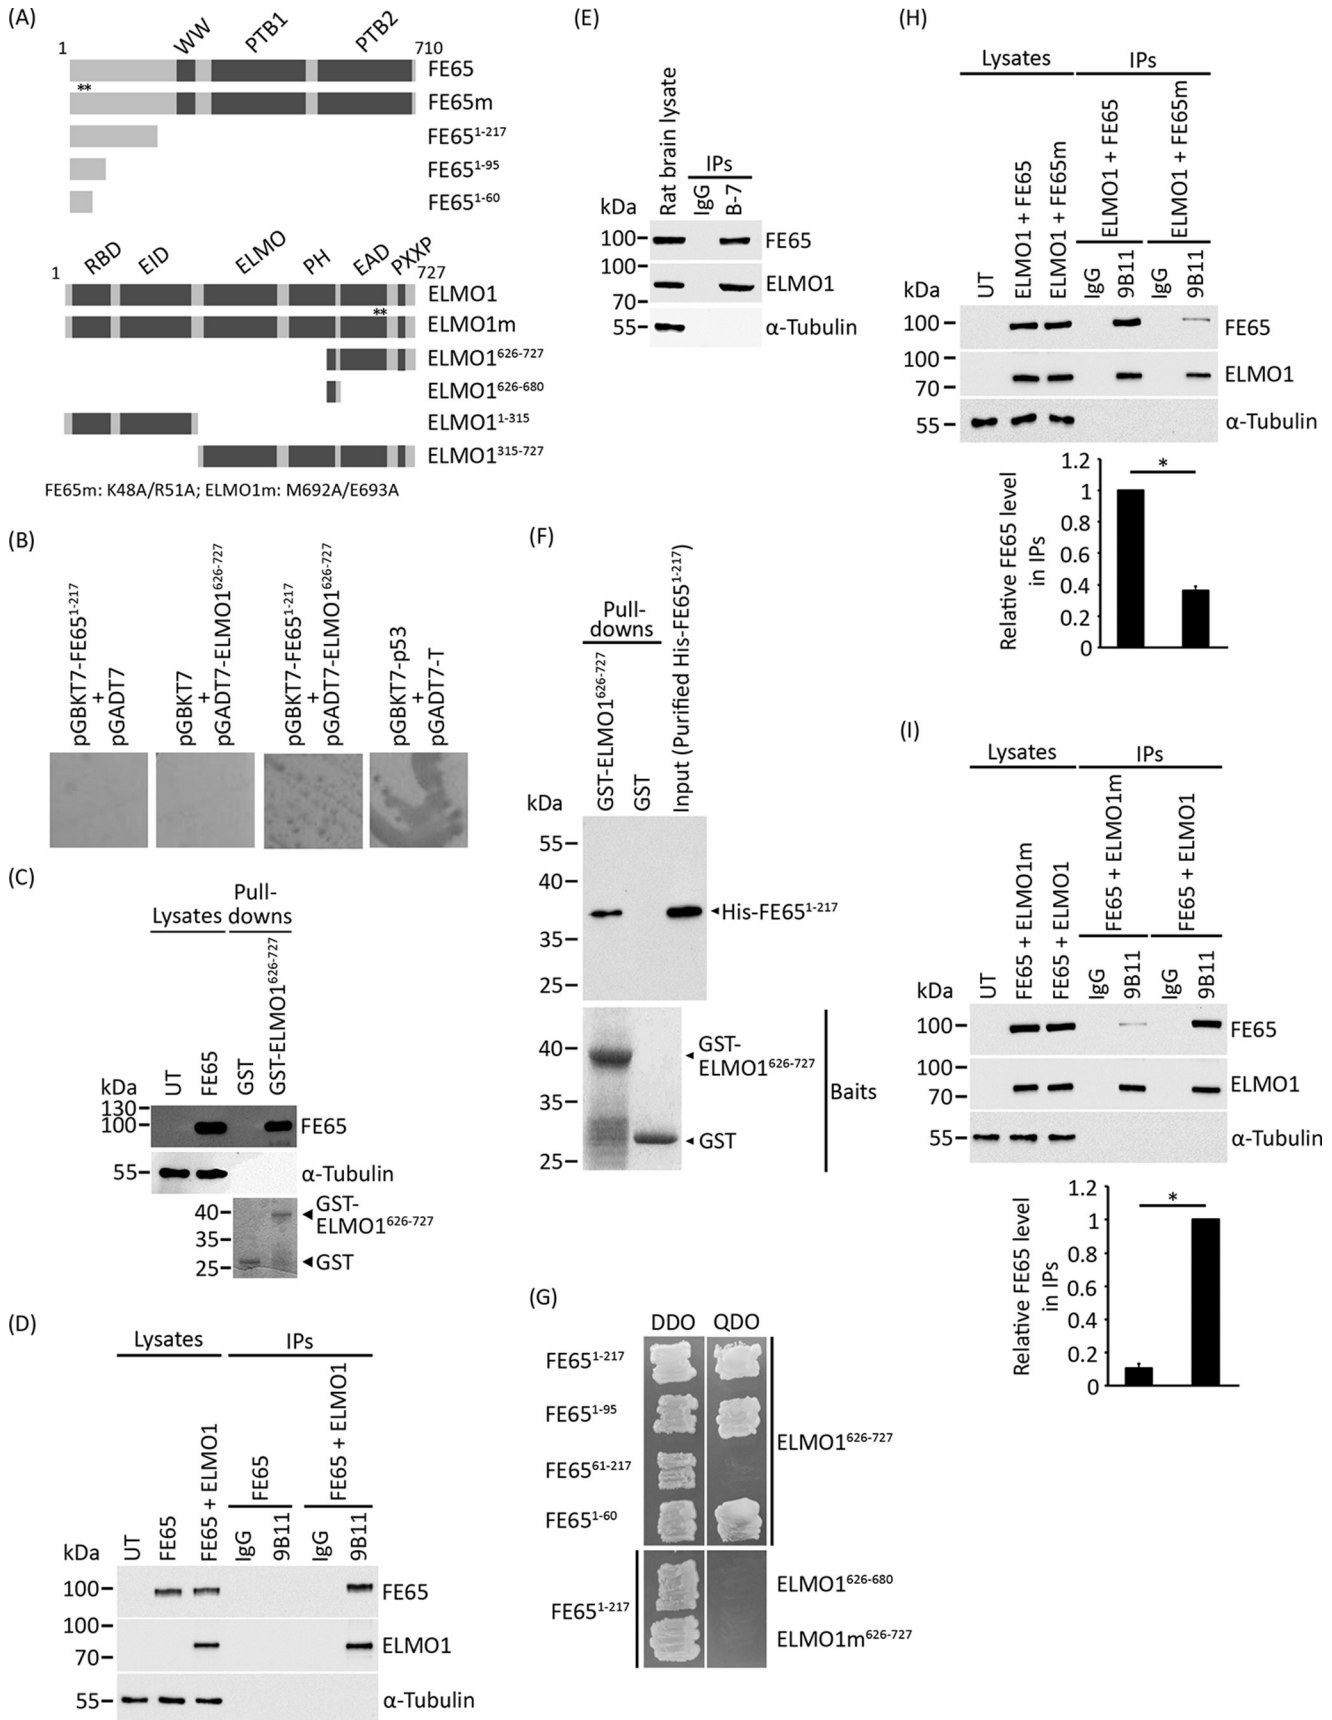 (A)
WW PTB1 PTB2
1 710
FE65
**
FE65m
FE65¹⁻²¹⁷
FE65¹⁻⁹⁵
FE65¹⁻⁶⁰
RBD EID ELMO PH EAD PXXP
1 727
ELMO1
**
ELMO1m
ELMO1⁶²⁶⁻⁷²⁷
ELMO1⁶²⁶⁻⁶⁸⁰
ELMO1¹⁻³¹⁵
ELMO1³¹⁵⁻⁷²⁷
FE65m: K48A/R51A; ELMO1m: M692A/E693A
(B)
pGBKT7-FE65¹⁻²¹⁷
+
pGADT7
pGBKT7
+
pGADT7-ELMO1⁶²⁶⁻⁷²⁷
pGBKT7-FE65¹⁻²¹⁷
+
pGADT7-ELMO1⁶²⁶⁻⁷²⁷
pGBKT7-p53
+
pGADT7-T
(C)
Lysates
Pull-
downs
kDa
UT
FE65
GST
GST-ELMO1⁶²⁶⁻⁷²⁷
130
100
FE65
55
α-Tubulin
40
35
25
GST-
ELMO1⁶²⁶⁻⁷²⁷
GST
(D)
Lysates IPs
FE65
FE65 + ELMO1
kDa
UT
FE65
FE65 + ELMO1
IgG
9B11
IgG
9B11
100
FE65
100
70
ELMO1
55
α-Tubulin
(E)
Rat brain lysate
IPs
IgG
B-7
kDa
100
FE65
100
70
ELMO1
55
α-Tubulin
(F)
Pull-
downs
GST-ELMO1⁶²⁶⁻⁷²⁷
GST
Input (Purified His-FE65¹⁻²¹⁷)
kDa
55
40
35
25
His-FE65¹⁻²¹⁷
40
35
25
GST-
ELMO1⁶²⁶⁻⁷²⁷
GST
Baits
(G)
DDO QDO
FE65¹⁻²¹⁷
FE65¹⁻⁹⁵
FE65⁶¹⁻²¹⁷
FE65¹⁻⁶⁰
ELMO1⁶²⁶⁻⁷²⁷
FE65¹⁻²¹⁷
ELMO1⁶²⁶⁻⁶⁸⁰
ELMO1m⁶²⁶⁻⁷²⁷
(H)
Lysates IPs
ELMO1 + FE65
ELMO1 + FE65m
kDa
UT
ELMO1 + FE65
ELMO1 + FE65m
IgG
9B11
IgG
9B11
100
FE65
100
70
ELMO1
55
α-Tubulin
Relative FE65 level
in IPs
1.2
1
0.8
0.6
0.4
0.2
0
*
(I)
Lysates IPs
FE65 + ELMO1m
FE65 + ELMO1
kDa
UT
FE65 + ELMO1m
FE65 + ELMO1
IgG
9B11
IgG
9B11
100
FE65
100
70
ELMO1
55
α-Tubulin
Relative FE65 level
in IPs
1.2
1
0.8
0.6
0.4
0.2
0
*